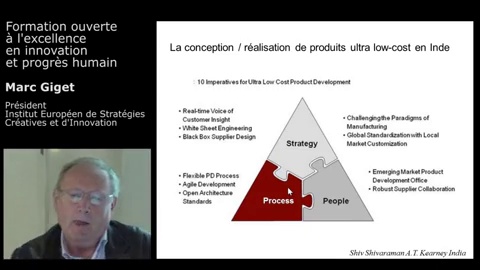 Formation ouverte
à l'excellence
en innovation
et progrès humain
Marc Giget
Président
Institut Européen de Stratégies
Créatives et d'Innovation
La conception / réalisation de produits ultra low-cost en Inde
10 Imperatives for Ultra Low Cost Product Development
• Real-time Voice of
Customer Insight
• White Sheet Engineering
• Black Box Supplier Design
• Challenging the Paradigms of
Manufacturing
• Global Standardization with Local
Market Customization
Strategy
• Flexible PD Process
• Agile Development
• Open Architecture
Standards
• Emerging Market Product
Development Office
• Robust Supplier Collaboration
Process
People
Shiv Shivaraman A.T. Kearney India